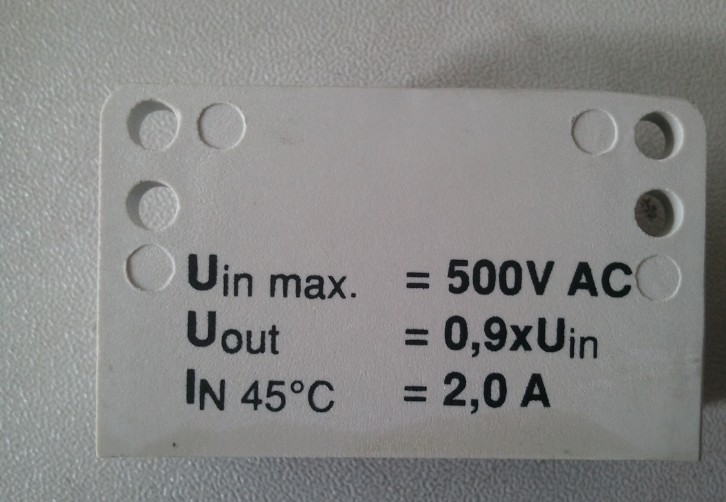 Uin max. = 500V AC
Uout = 0,9xUin
IN 45°C = 2,0 A